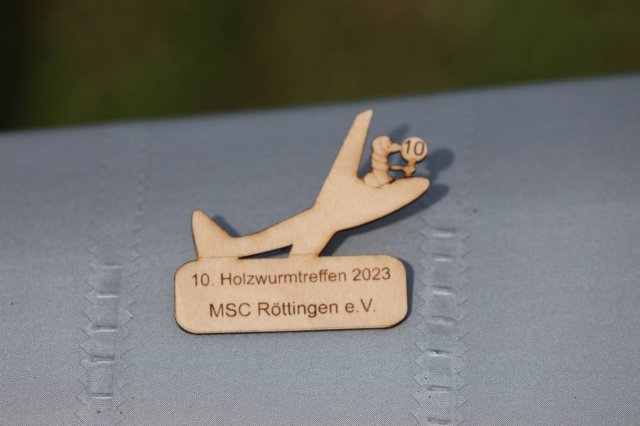 10
10. Holzwurmtreffen 2023
MSC Röttingen e.V.